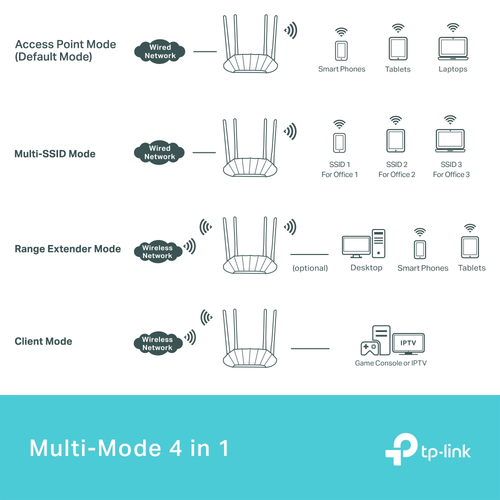 Access Point Mode
(Default Mode)
Wired
Network
Smart Phones
Tablets
Laptops
Multi-SSID Mode
Wired
Network
SSID 1
For Office 1
SSID 2
For Office 2
SSID 3
For Office 3
Range Extender Mode
Wireless
Network
(optional)
Desktop
Smart Phones
Tablets
Client Mode
Wireless
Network
IPTV
Game Console or IPTV
Multi-Mode 4 in 1
tp-link